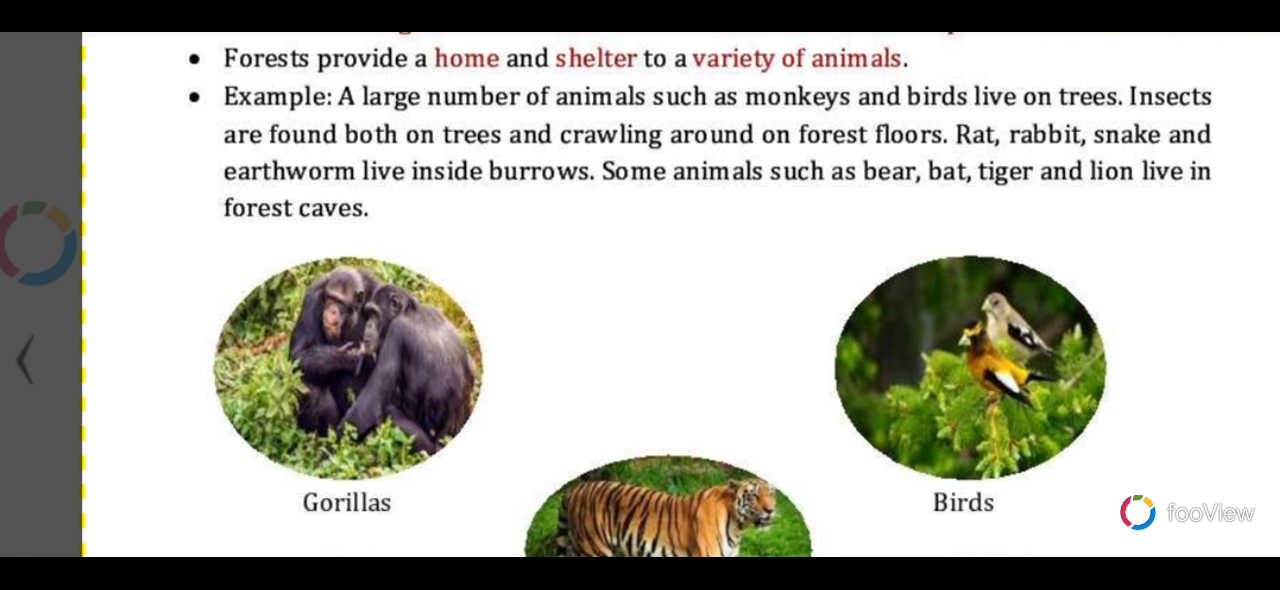 • Forests provide a home and shelter to a variety of animals.
• Example: A large number of animals such as monkeys and birds live on trees. Insects
are found both on trees and crawling around on forest floors. Rat, rabbit, snake and
earthworm live inside burrows. Some animals such as bear, bat, tiger and lion live in
forest caves.
Gorillas
Birds
fooView